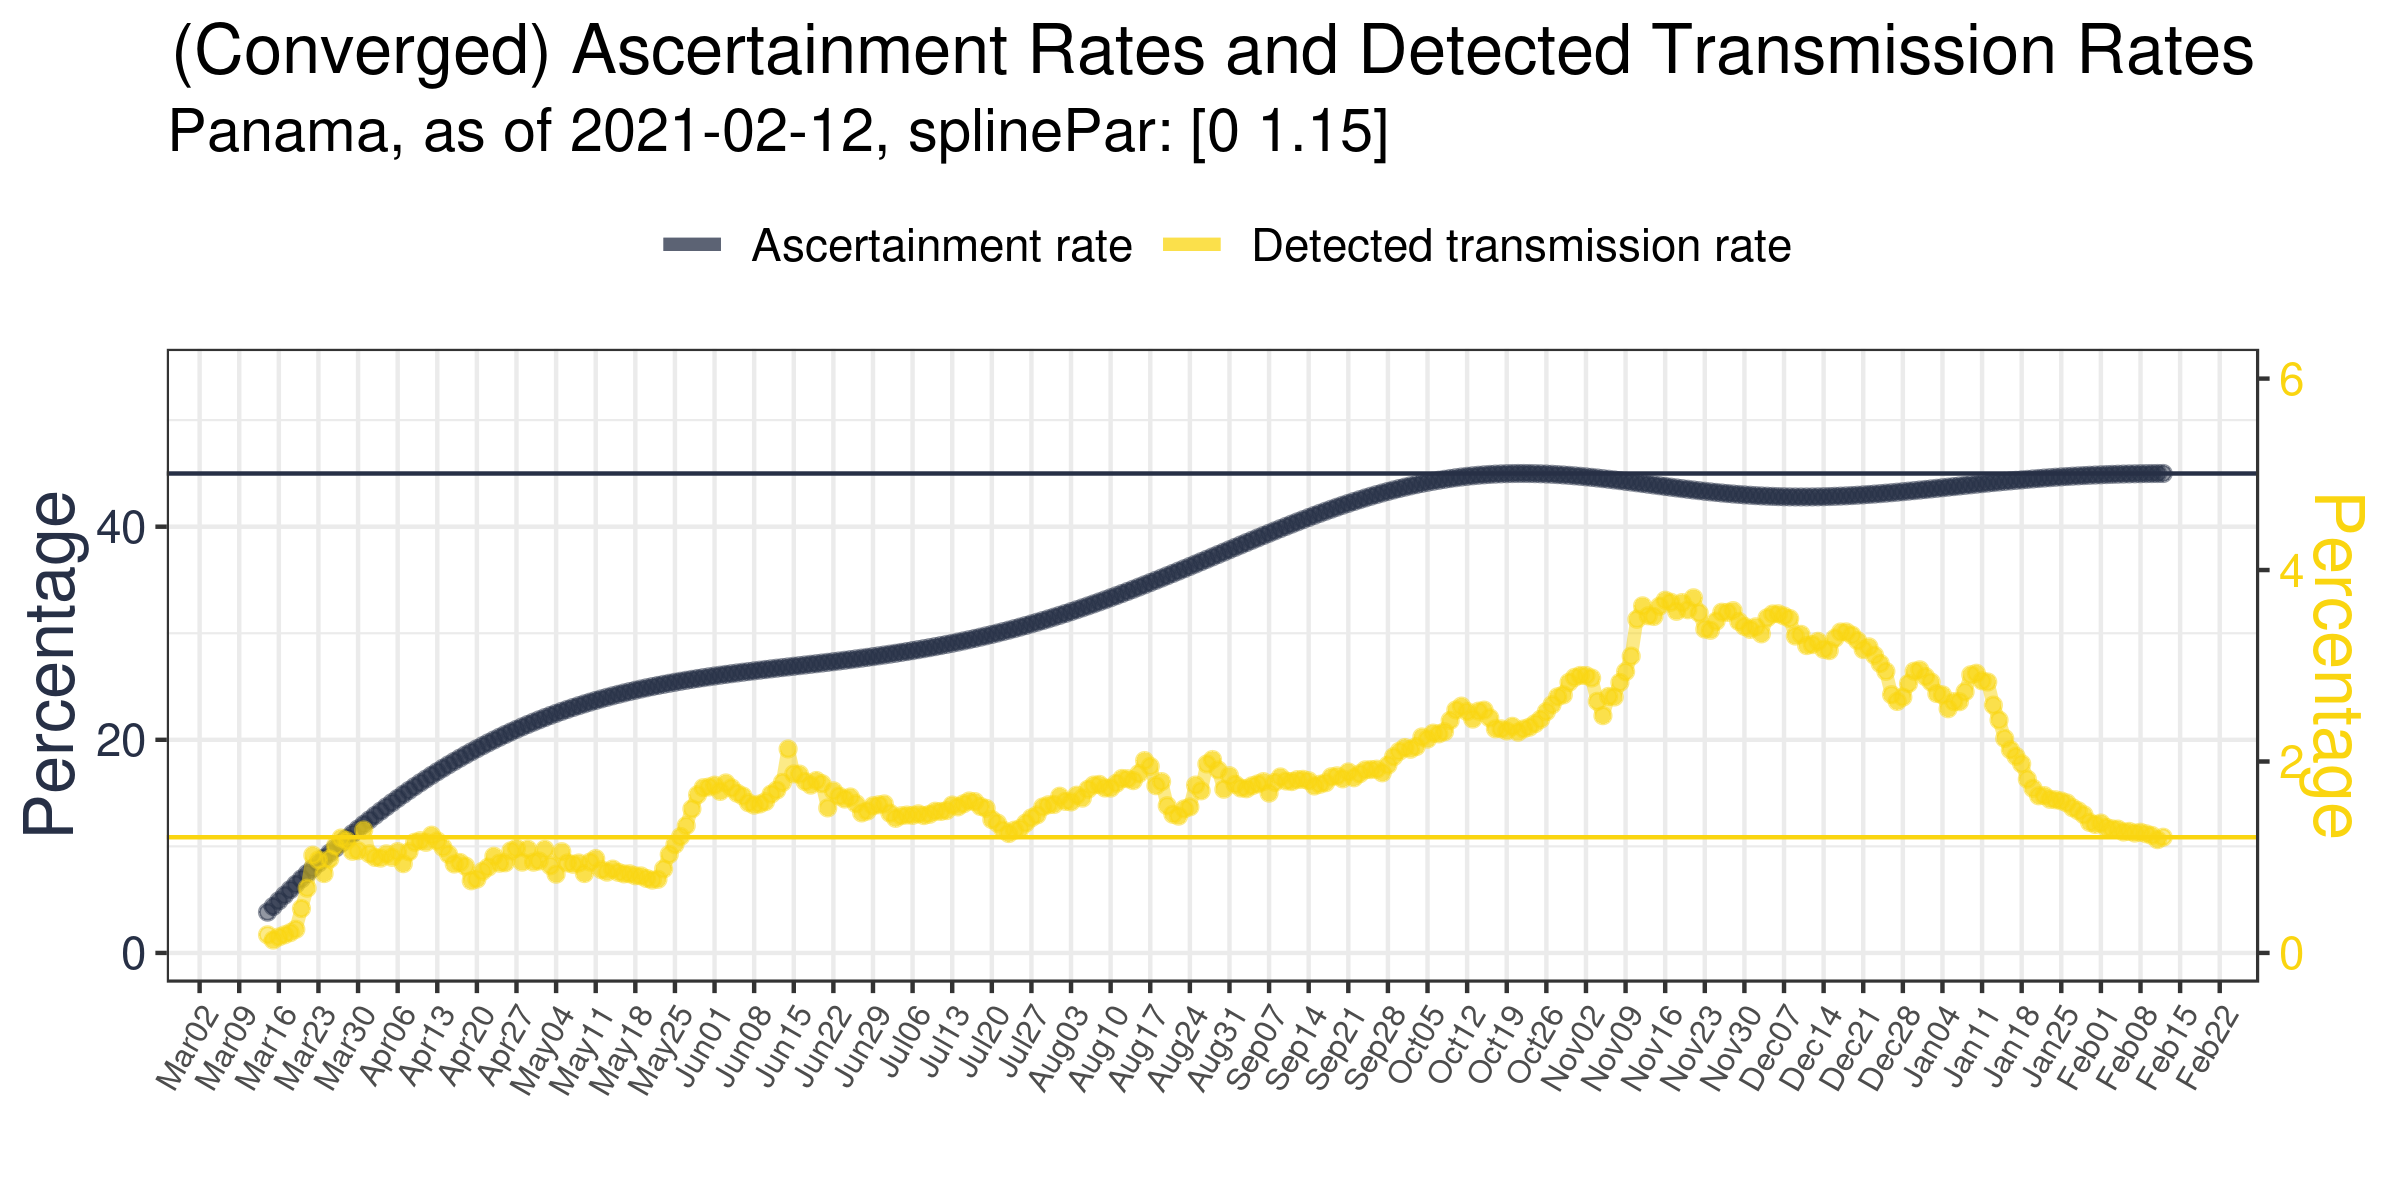 (Converged) Ascertainment Rates and Detected Transmission Rates
Panama, as of 2021-02-12, splinePar: [0 1.15]
Ascertainment rate
Detected transmission rate
Percentage
40
20
0
6
4
2
0
Percentage
Mar02
Mar09
Mar16
Mar23
Mar30
Apr06
Apr13
Apr20
Apr27
May04
May11
May18
May25
Jun01
Jun08
Jun15
Jun22
Jun29
Jul06
Jul13
Jul20
Jul27
Aug03
Aug10
Aug17
Aug24
Aug31
Sep07
Sep14
Sep21
Sep28
Oct05
Oct12
Oct19
Oct26
Nov02
Nov09
Nov16
Nov23
Nov30
Dec07
Dec14
Dec21
Dec28
Jan04
Jan11
Jan18
Jan25
Feb01
Feb08
Feb15
Feb22